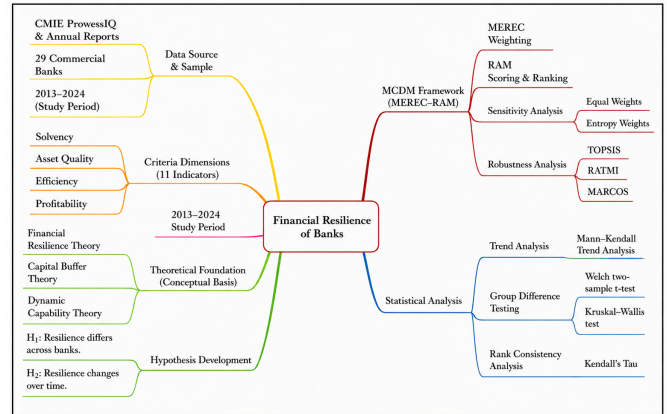 CMIE ProwessIQ
& Annual Reports
29 Commercial
Banks
2013–2024
(Study Period)
Data Source
& Sample
Solvency
Asset Quality
Efficiency
Profitability
Criteria Dimensions
(11 Indicators)
2013–2024
Study Period
Financial
Resilience Theory
Capital Buffer
Theory
Dynamic
Capability Theory
Theoretical Foundation
(Conceptual Basis)
H₁: Resilience differs
across banks.
H₂: Resilience changes
over time.
Hypothesis Development
Financial Resilience
of Banks
MCDM Framework
(MEREC–RAM)
MEREC
Weighting
RAM
Scoring & Ranking
Sensitivity Analysis
Equal Weights
Entropy Weights
Robustness Analysis
TOPSIS
RATMI
MARCOS
Statistical Analysis
Trend Analysis
Mann–Kendall
Trend Analysis
Group Difference
Testing
Welch two-
sample t-test
Kruskal–Wallis
test
Rank Consistency
Analysis
Kendall's Tau